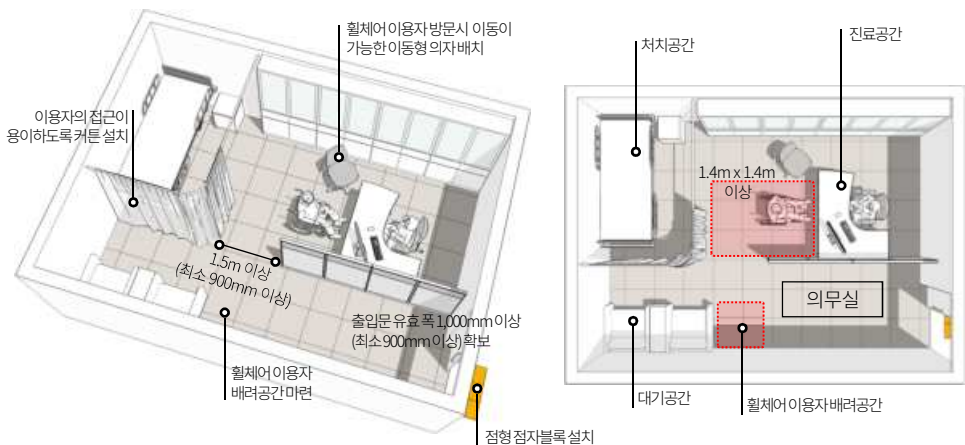 휠체어 이용자 방문시 이동이
가능한 이동형 의자 배치
이용자의 접근이
용이하도록 커튼 설치
1.5m 이상
(최소 900mm 이상)
출입문 유효 폭 1,000mm 이상
(최소 900mm 이상) 확보
휠체어 이용자
배려공간 마련
점형 점자블록 설치
처치공간
진료공간
1.4m x 1.4m
이상
의무실
대기공간
휠체어 이용자 배려공간